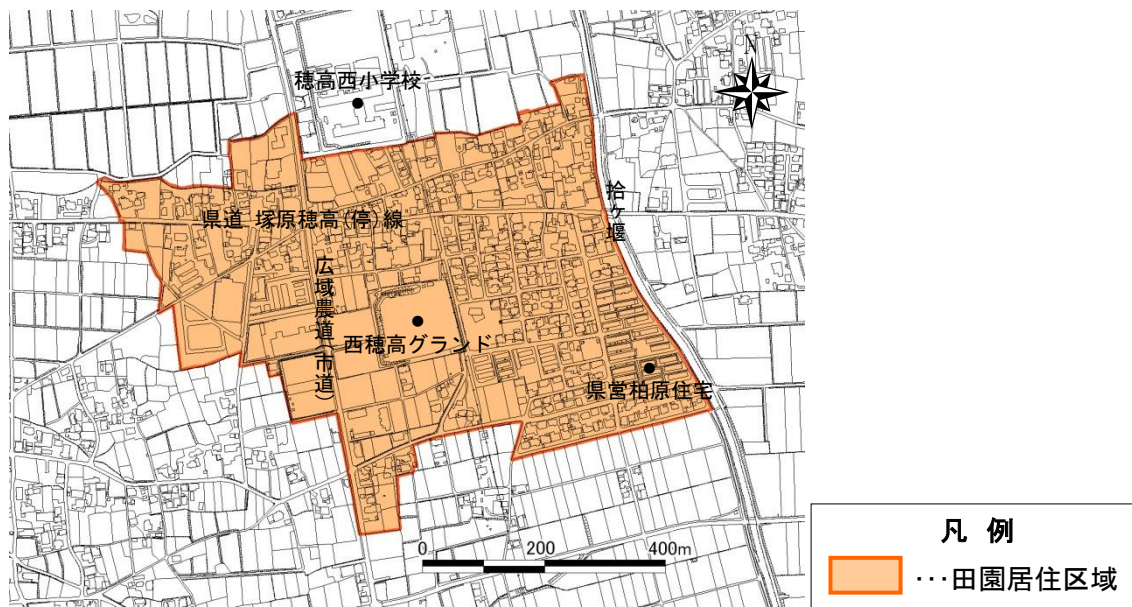 N
穂高西小学校
拾ヶ堰
県道 塚原穂高(停)線
広域農道(市道)
西穂高グランド
県営柏原住宅
0 200 400m
凡 例
･･･田園居住区域